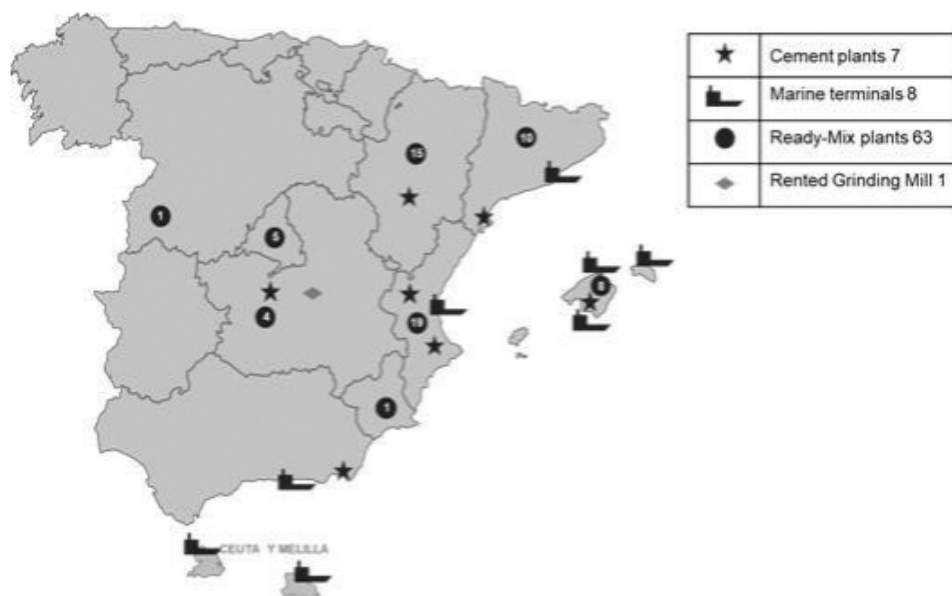 Cement plants 7
Marine terminals 8
Ready-Mix plants 63
Rented Grinding Mill 1
10
15
1
5
8
4
19
1
CEUTA Y MELILLA